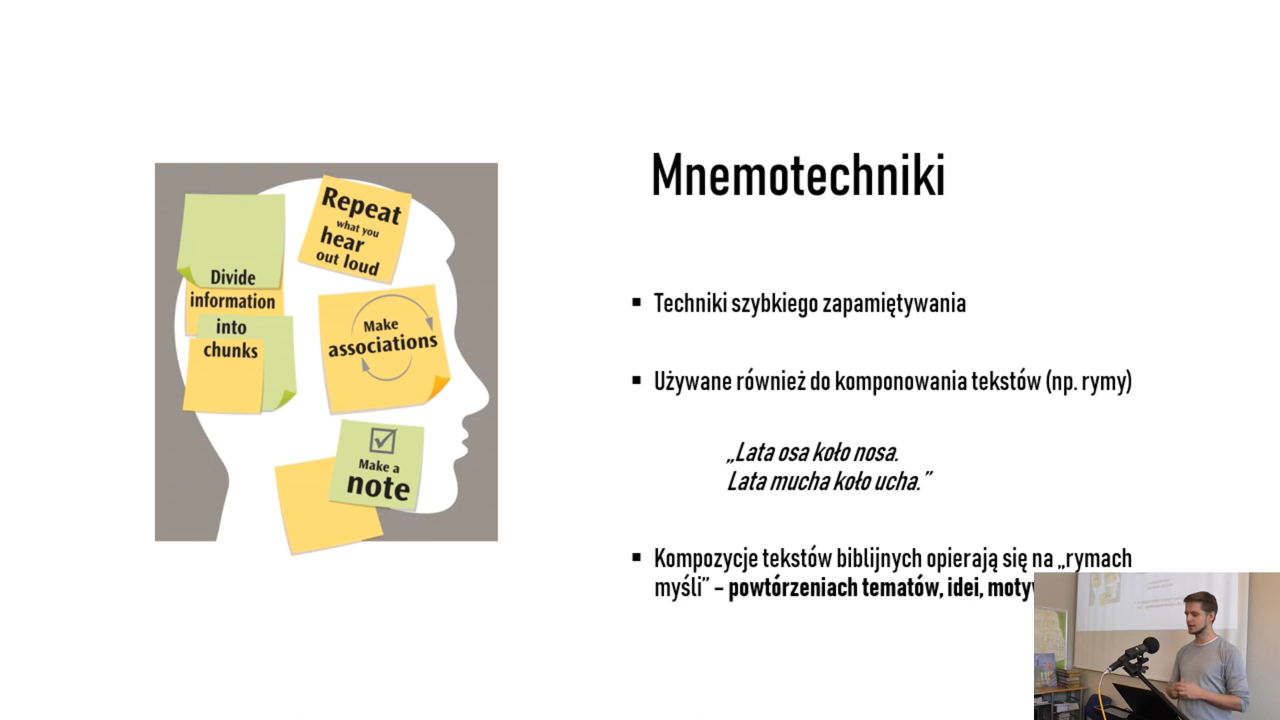 Mnemotechniki
Repeat
what you
hear
out loud
Divide
information
into
chunks
Make
associations
Make a
note
▪ Techniki szybkiego zapamiętywania
▪ Używane również do komponowania tekstów (np. rymy)
„Lata osa koło nosa.
Lata mucha koło ucha.”
▪ Kompozycje tekstów biblijnych opierają się na „rymach
myśli” – powtórzeniach tematów, idei,